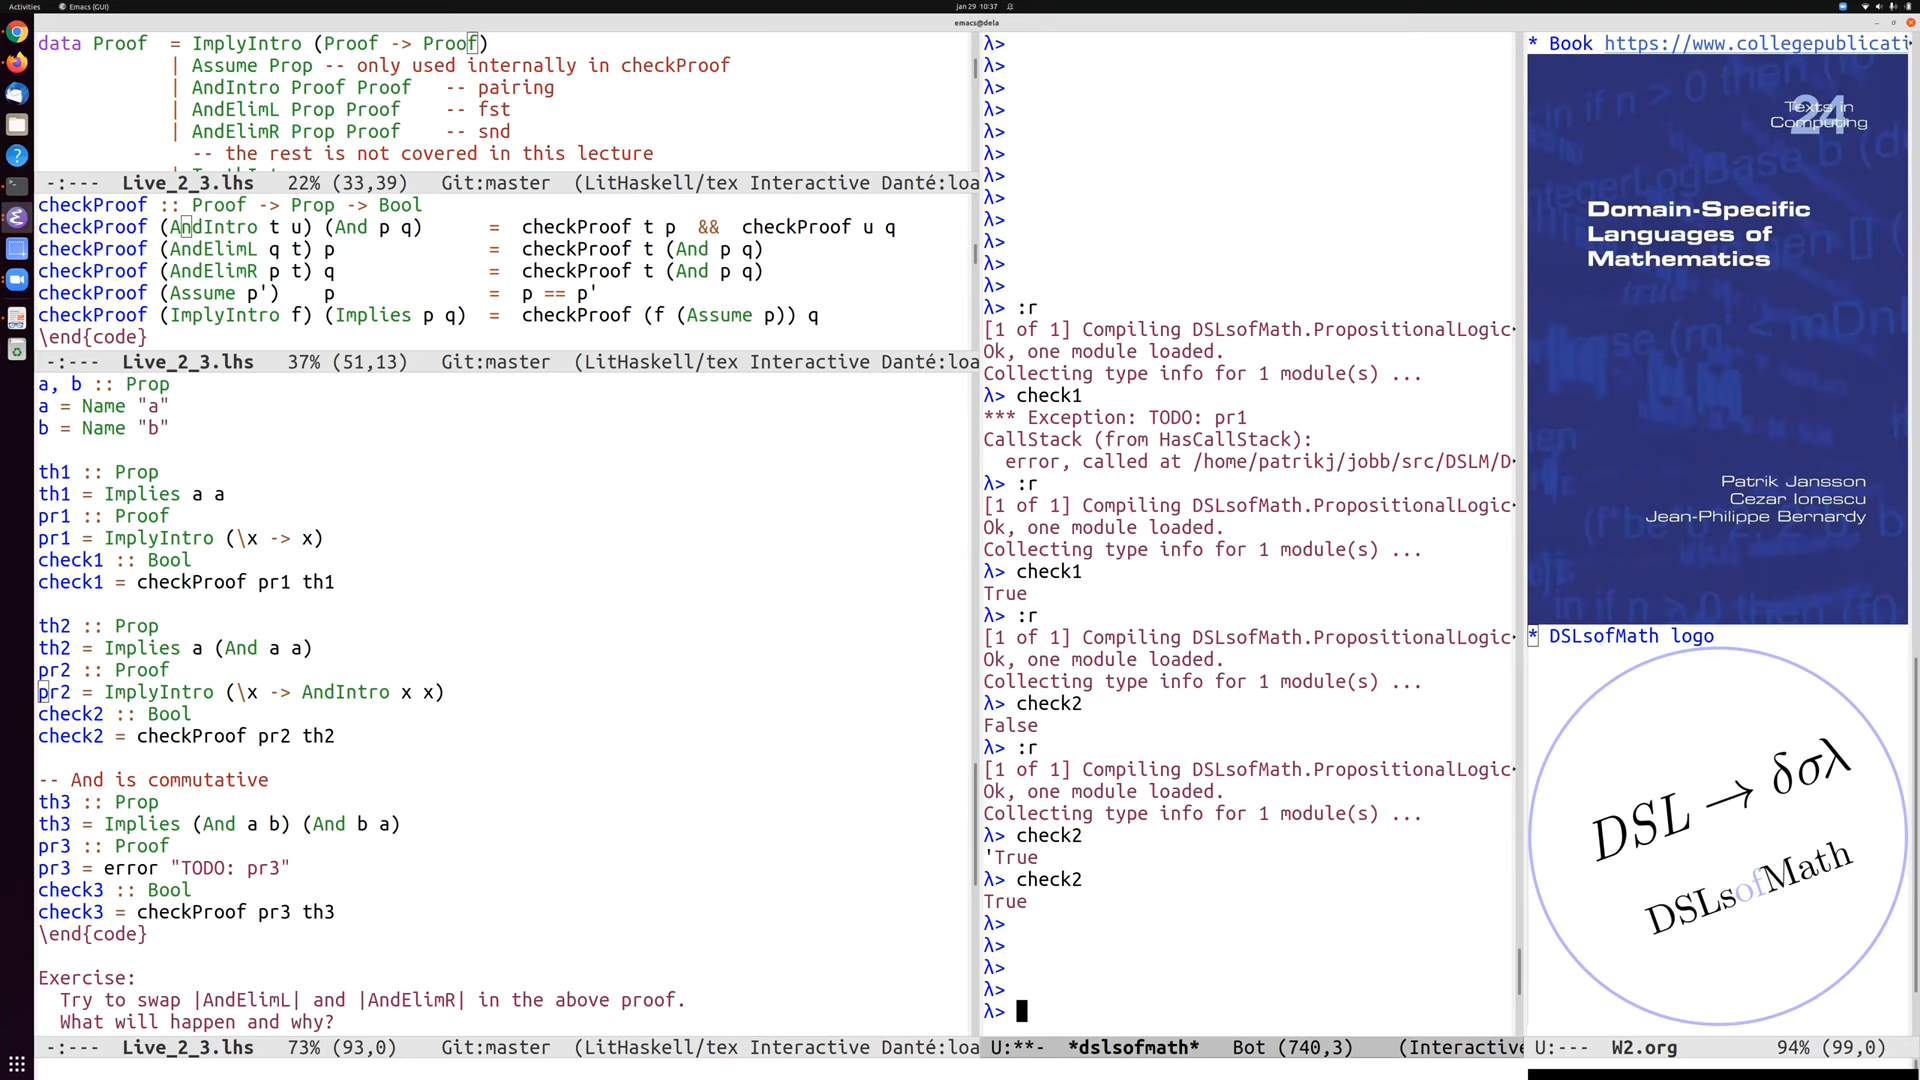 Activities
Emacs (GUI)
jan 29 10:37
emacs@dela
data Proof = ImplyIntro (Proof -> Proof)
| Assume Prop -- only used internally in checkProof
| AndIntro Proof Proof -- pairing
| AndElimL Prop Proof -- fst
| AndElimR Prop Proof -- snd
-- the rest is not covered in this lecture
-:--- Live_2_3.lhs 22% (33,39) Git:master (LitHaskell/tex Interactive Danté:loa
checkProof :: Proof -> Prop -> Bool
checkProof (AndIntro t u) (And p q) = checkProof t p && checkProof u q
checkProof (AndElimL q t) p = checkProof t (And p q)
checkProof (AndElimR p t) q = checkProof t (And p q)
checkProof (Assume p') p = p == p'
checkProof (ImplyIntro f) (Implies p q) = checkProof (f (Assume p)) q
\end{code}
-:--- Live_2_3.lhs 37% (51,13) Git:master (LitHaskell/tex Interactive Danté:loa
a, b :: Prop
a = Name "a"
b = Name "b"
th1 :: Prop
th1 = Implies a a
pr1 :: Proof
pr1 = ImplyIntro (\x -> x)
check1 :: Bool
check1 = checkProof pr1 th1
th2 :: Prop
th2 = Implies a (And a a)
pr2 :: Proof
pr2 = ImplyIntro (\x -> AndIntro x x)
check2 :: Bool
check2 = checkProof pr2 th2
-- And is commutative
th3 :: Prop
th3 = Implies (And a b) (And b a)
pr3 :: Proof
pr3 = error "TODO: pr3"
check3 :: Bool
check3 = checkProof pr3 th3
\end{code}
Exercise:
Try to swap |AndElimL| and |AndElimR| in the above proof.
What will happen and why?
-:--- Live_2_3.lhs 73% (93,0) Git:master (LitHaskell/tex Interactive Danté:loa
λ>
λ>
λ>
λ>
λ>
λ>
λ>
λ>
λ>
λ>
λ>
λ>
λ> :r
[1 of 1] Compiling DSLsofMath.PropositionalLogic
Ok, one module loaded.
Collecting type info for 1 module(s) ...
λ> check1
*** Exception: TODO: pr1
CallStack (from HasCallStack):
error, called at /home/patrikj/jobb/src/DSLM/D
λ> :r
[1 of 1] Compiling DSLsofMath.PropositionalLogic
Ok, one module loaded.
Collecting type info for 1 module(s) ...
λ> check1
True
λ> :r
[1 of 1] Compiling DSLsofMath.PropositionalLogic
Ok, one module loaded.
Collecting type info for 1 module(s) ...
λ> check2
False
λ> :r
[1 of 1] Compiling DSLsofMath.PropositionalLogic
Ok, one module loaded.
Collecting type info for 1 module(s) ...
λ> check2
'True
λ> check2
True
λ>
λ>
λ>
λ>
λ>
U:**- *dslsofmath* Bot (740,3) (Interactive
* Book https://www.collegepublicati
24
Texts in
Computing
Domain-Specific
Languages of
Mathematics
Patrik Jansson
Cezar Ionescu
Jean-Philippe Bernardy
* DSLsofMath logo
DSL → δσλ
DSLsofMath
U:--- W2.org 94% (99,0)